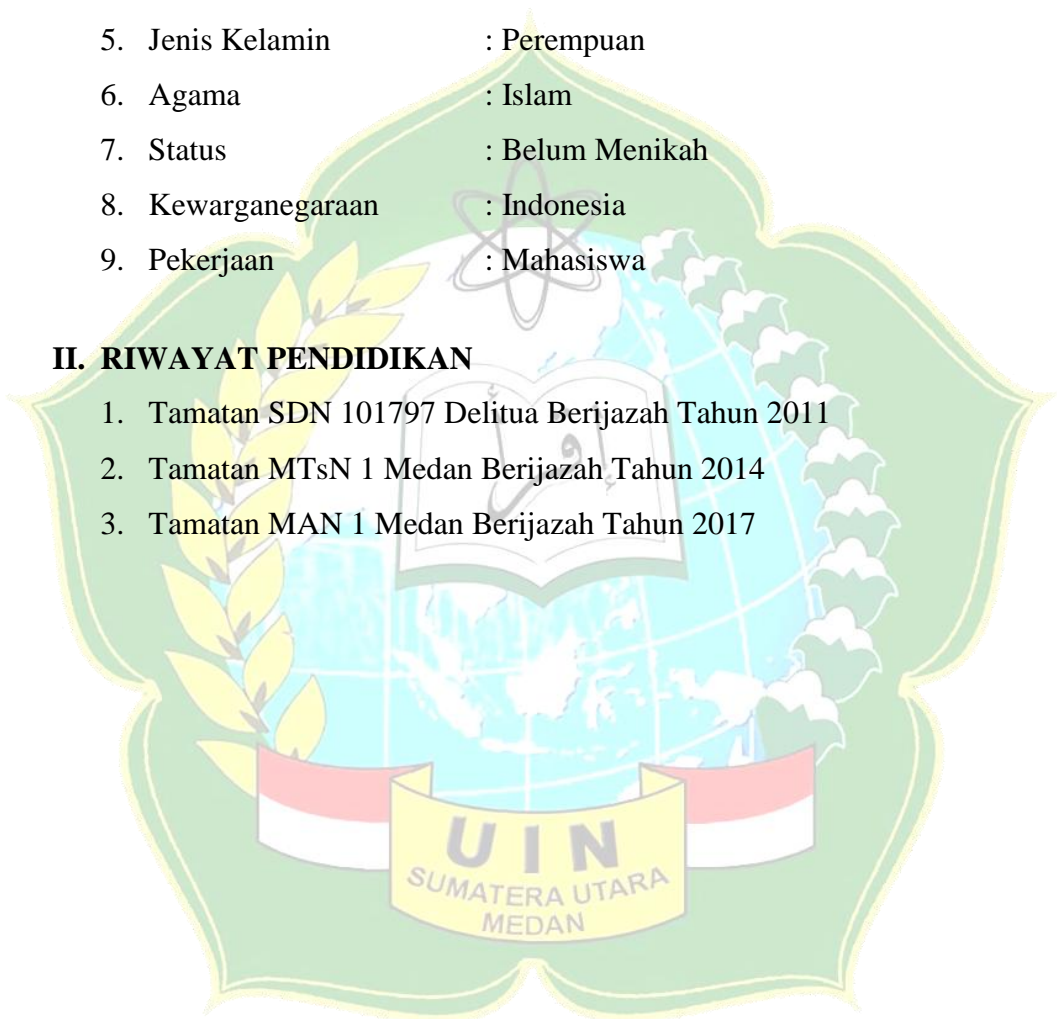 5. Jenis Kelamin : Perempuan
6. Agama : Islam
7. Status : Belum Menikah
8. Kewarganegaraan : Indonesia
9. Pekerjaan : Mahasiswa
II. RIWAYAT PENDIDIKAN
1. Tamatan SDN 101797 Delitua Berijazah Tahun 2011
2. Tamatan MTsN 1 Medan Berijazah Tahun 2014
3. Tamatan MAN 1 Medan Berijazah Tahun 2017
UIN
SUMATERA UTARA
MEDAN